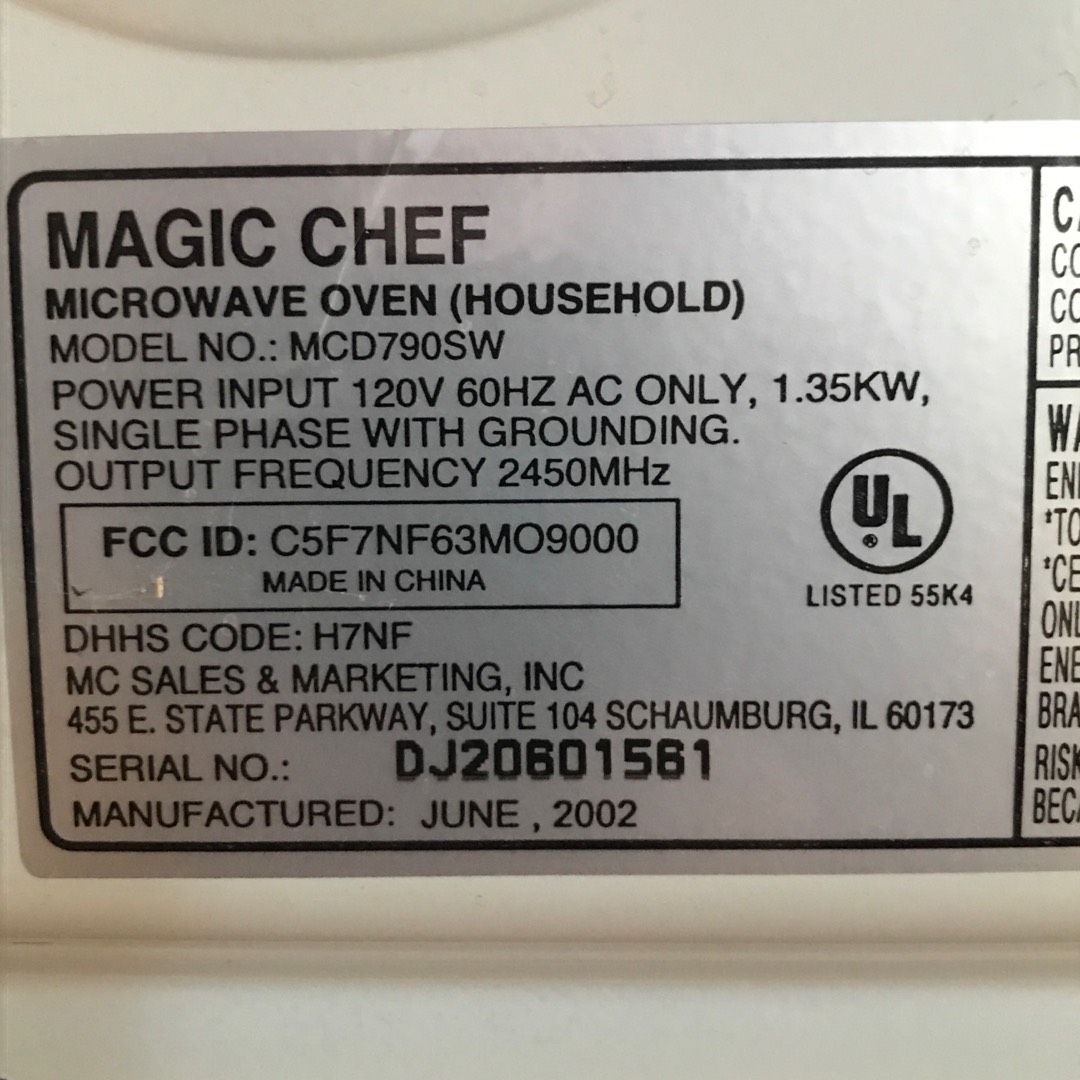 MAGIC CHEF
MICROWAVE OVEN (HOUSEHOLD)
MODEL NO.: MCD790SW
POWER INPUT 120V 60HZ AC ONLY, 1.35KW,
SINGLE PHASE WITH GROUNDING.
OUTPUT FREQUENCY 2450MHz
FCC ID: C5F7NF63MO9000
MADE IN CHINA
UL
®
LISTED 55K4
DHHS CODE: H7NF
MC SALES & MARKETING, INC
455 E. STATE PARKWAY, SUITE 104 SCHAUMBURG, IL 60173
SERIAL NO.: DJ20601561
MANUFACTURED: JUNE , 2002
RISK